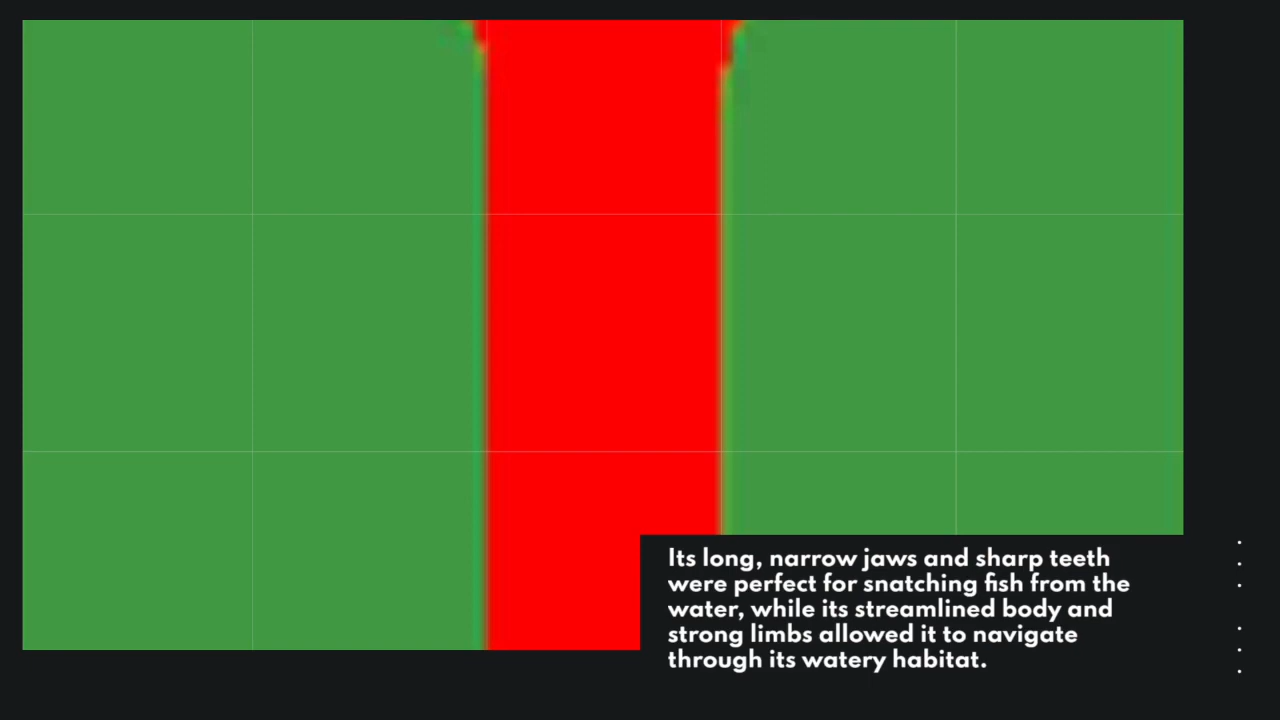 Its long, narrow jaws and sharp teeth
were perfect for snatching fish from the
water, while its streamlined body and
strong limbs allowed it to navigate
through its watery habitat.